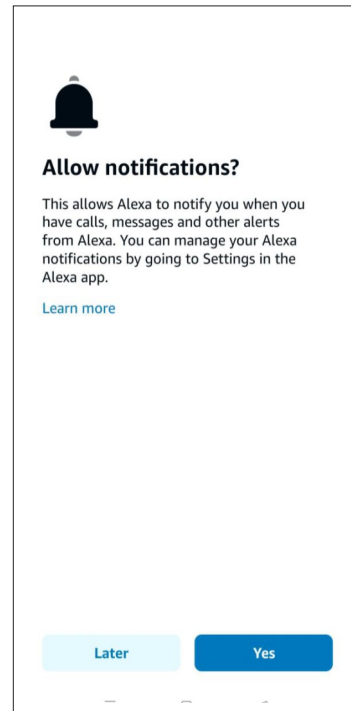 Allow notifications?
This allows Alexa to notify you when you
have calls, messages and other alerts
from Alexa. You can manage your Alexa
notifications by going to Settings in the
Alexa app.
Learn more
Later
Yes